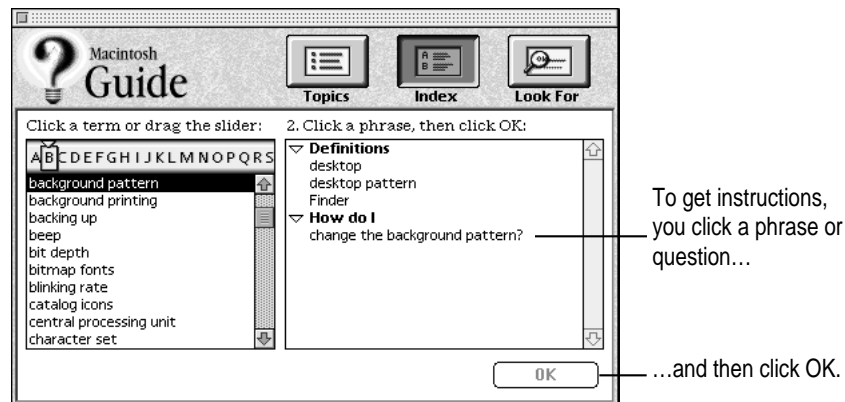 Macintosh
Guide
A
B
OK
Topics
Index
Look For
Click a term or drag the slider:
A B C D E F G H I J K L M N O P Q R S
background pattern
background printing
backing up
beep
bit depth
bitmap fonts
blinking rate
catalog icons
central processing unit
character set
2. Click a phrase, then click OK:
Definitions
desktop
desktop pattern
Finder
How do I
change the background pattern?
OK
To get instructions,
you click a phrase or
question…
…and then click OK.